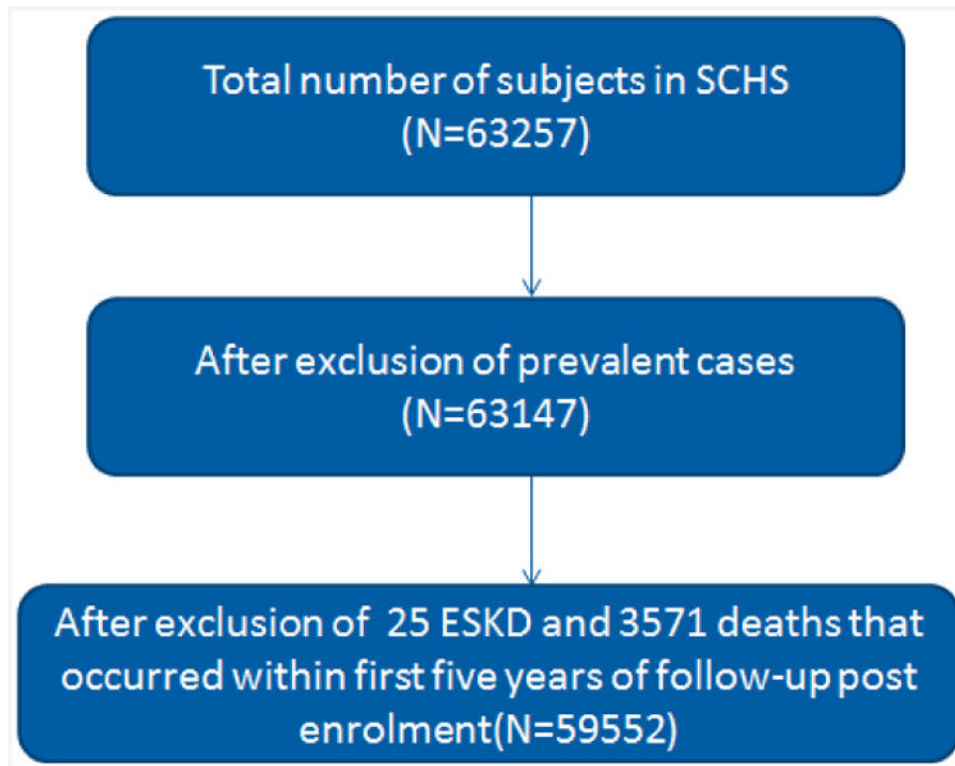 Total number of subjects in SCHS
(N=63257)
After exclusion of prevalent cases
(N=63147)
After exclusion of  25 ESKD and 3571 deaths that
occurred within first five years of follow-up post
enrolment(N=59552)